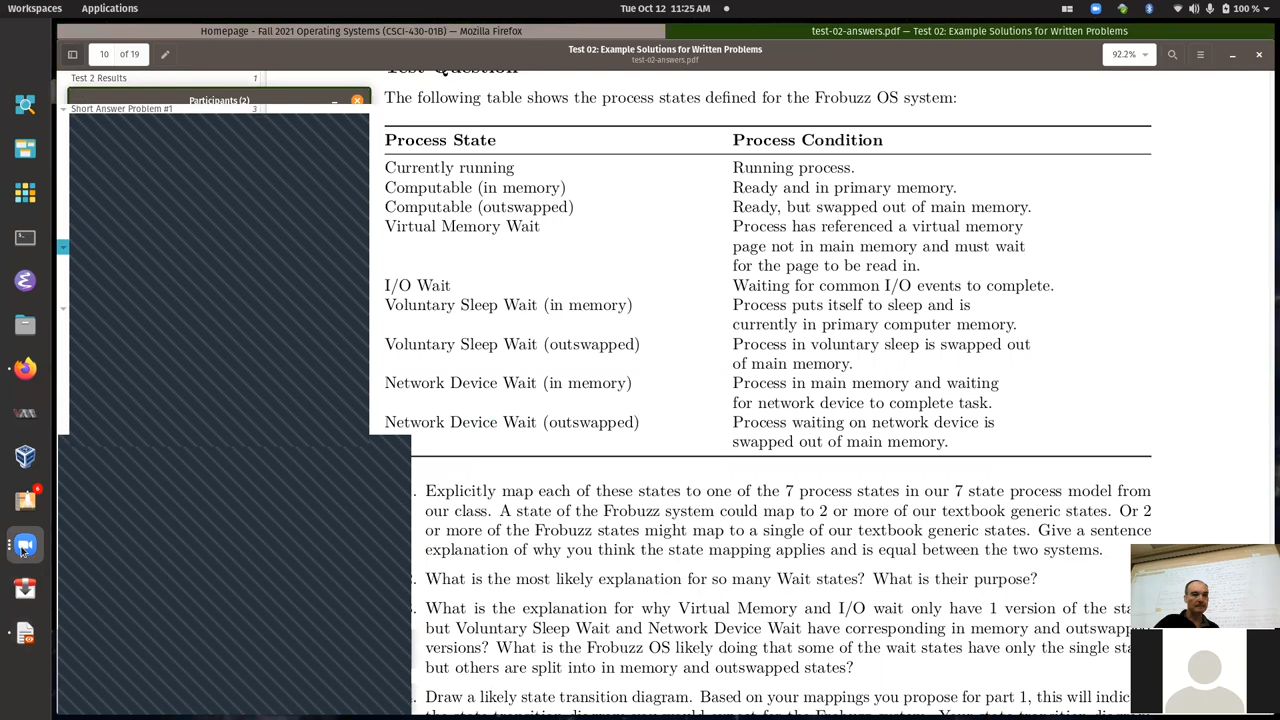 Workspaces Applications Tue Oct 12 11:25 AM 100 %
Homepage - Fall 2021 Operating Systems (CSCI-430-01B) — Mozilla Firefox
test-02-answers.pdf — Test 02: Example Solutions for Written Problems
10 of 19
Test 02: Example Solutions for Written Problems
test-02-answers.pdf
92.2%
Test 2 Results 1
Participants (2)
Short Answer Problem #1 3
Test Question
The following table shows the process states defined for the Frobuzz OS system:
Process State Process Condition
Currently running Running process.
Computable (in memory) Ready and in primary memory.
Computable (outswapped) Ready, but swapped out of main memory.
Virtual Memory Wait Process has referenced a virtual memory
page not in main memory and must wait
for the page to be read in.
I/O Wait Waiting for common I/O events to complete.
Voluntary Sleep Wait (in memory) Process puts itself to sleep and is
currently in primary computer memory.
Voluntary Sleep Wait (outswapped) Process in voluntary sleep is swapped out
of main memory.
Network Device Wait (in memory) Process in main memory and waiting
for network device to complete task.
Network Device Wait (outswapped) Process waiting on network device is
swapped out of main memory.
. Explicitly map each of these states to one of the 7 process states in our 7 state process model from
our class. A state of the Frobuzz system could map to 2 or more of our textbook generic states. Or 2
or more of the Frobuzz states might map to a single of our textbook generic states. Give a sentence
explanation of why you think the state mapping applies and is equal between the two systems.
. What is the most likely explanation for so many Wait states? What is their purpose?
. What is the explanation for why Virtual Memory and I/O wait only have 1 version of the sta
but Voluntary Sleep Wait and Network Device Wait have corresponding in memory and outswapp
versions? What is the Frobuzz OS likely doing that some of the wait states have only the single sta
but others are split into in memory and outswapped states?
. Draw a likely state transition diagram. Based on your mappings you propose for part 1, this will indic